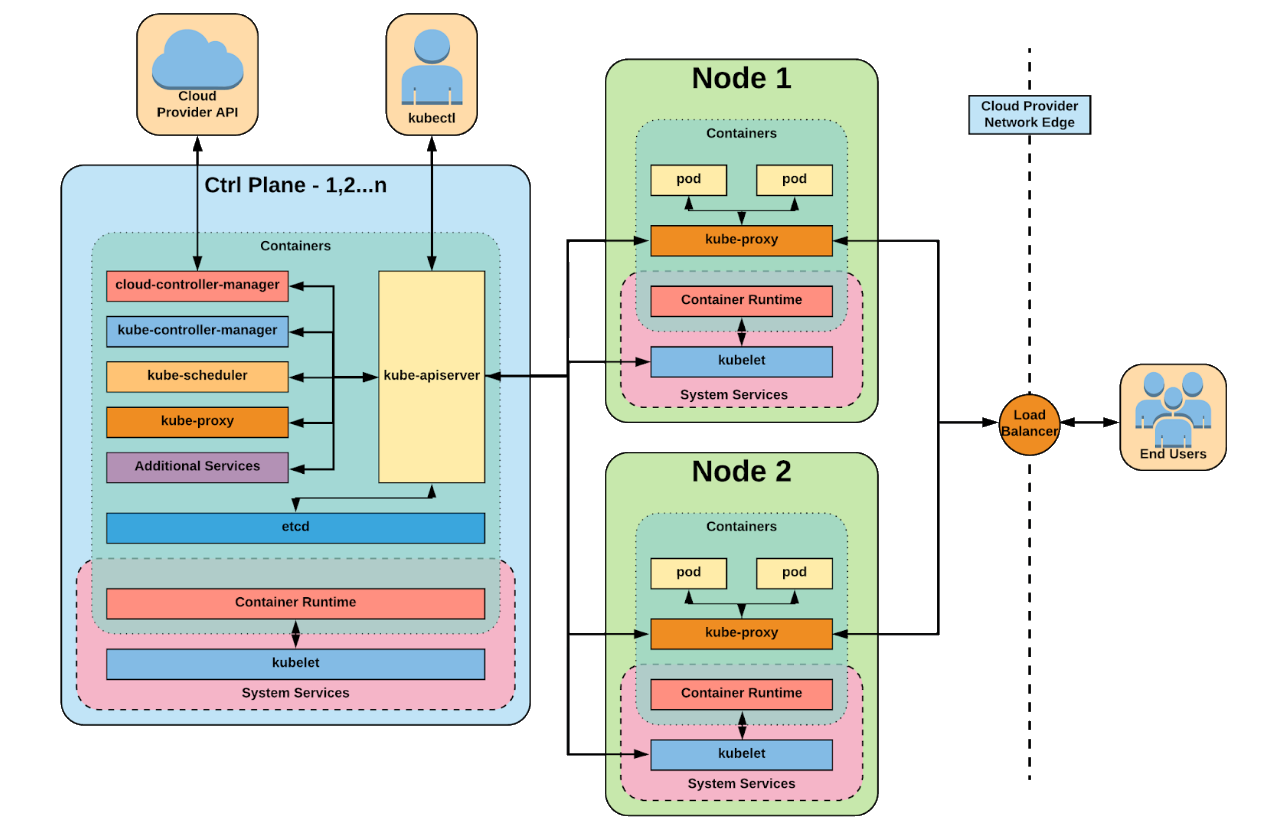 Cloud
Provider API
kubectl
Ctrl Plane - 1,2...n
Containers
cloud-controller-manager
kube-controller-manager
kube-scheduler
kube-proxy
Additional Services
kube-apiserver
etcd
Container Runtime
kubelet
System Services
Node 1
Containers
pod
pod
kube-proxy
Container Runtime
kubelet
System Services
Node 2
Containers
pod
pod
kube-proxy
Container Runtime
kubelet
System Services
Cloud Provider
Network Edge
Load
Balancer
End Users